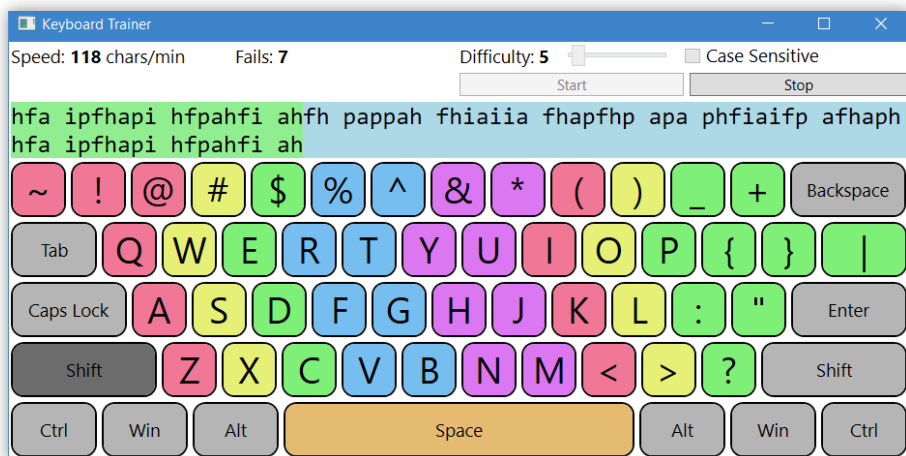 Keyboard Trainer
Speed: 118 chars/min Fails: 7 Difficulty: 5 Case Sensitive
Start Stop
hfa ipfhapi hfpahfi ahfh pappah fhiaiia fhapfhp apa phfiaifp afhaph
hfa ipfhapi hfpahfi ah
~ ! @ # $ % ^ & * ( ) _ + Backspace
Tab Q W E R T Y U I O P { } |
Caps Lock A S D F G H J K L : " Enter
Shift Z X C V B N M < > ? Shift
Ctrl Win Alt Space Alt Win Ctrl